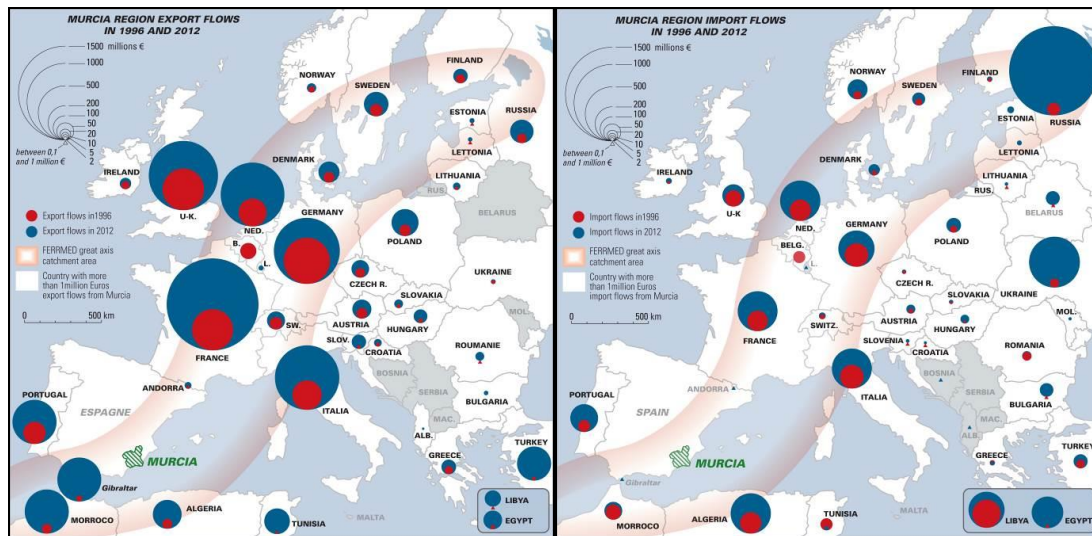 MURCIA REGION EXPORT FLOWS
IN 1996 AND 2012
1500 millions €
1000
500
200
100
50
20
10
5
2
between 0,1
and 1 million €
Export flows in1996
Export flows in 2012
FERRMED great axis
catchment area
Country with more
than 1million Euros
export flows from Murcia
0
500 km
NORWAY
SWEDEN
FINLAND
ESTONIA
RUSSIA
LETTONIA
LITHUANIA
RUS.
BELARUS
DENMARK
IRELAND
U-K.
NED.
GERMANY
B.
L.
POLAND
CZECH R.
UKRAINE
SLOVAKIA
MOL.
AUSTRIA
HUNGARY
SW.
FRANCE
SLOV.
CROATIA
ROUMANIE
BOSNIA
SERBIA
BULGARIA
ANDORRA
ITALIA
MAC.
PORTUGAL
ESPAGNE
ALB.
TURKEY
MURCIA
GREECE
Gibraltar
LIBYA
MORROCO
ALGERIA
TUNISIA
MALTA
EGYPT
MURCIA REGION IMPORT FLOWS
IN 1996 AND 2012
1500 millions €
1000
500
200
100
50
20
10
5
2
between 0,1
and 1 million €
Import flows in1996
Import flows in 2012
FERRMED great axis
catchment area
Country with more
than 1million Euros
import flows from Murcia
0
500 km
NORWAY
SWEDEN
FINLAND
ESTONIA
RUSSIA
LETTONIA
LITHUANIA
RUS.
BELARUS
DENMARK
IRELAND
U-K
NED.
GERMANY
BELG.
L.
POLAND
CZECH R.
UKRAINE
SLOVAKIA
MOL.
AUSTRIA
HUNGARY
SWITZ.
FRANCE
SLOVENIA
CROATIA
ROMANIA
BOSNIA
SERBIA
BULGARIA
ANDORRA
ITALIA
MAC.
PORTUGAL
SPAIN
ALB.
TURKEY
MURCIA
GREECE
Gibraltar
MORROCO
ALGERIA
TUNISIA
MALTA
LIBYA
EGYPT